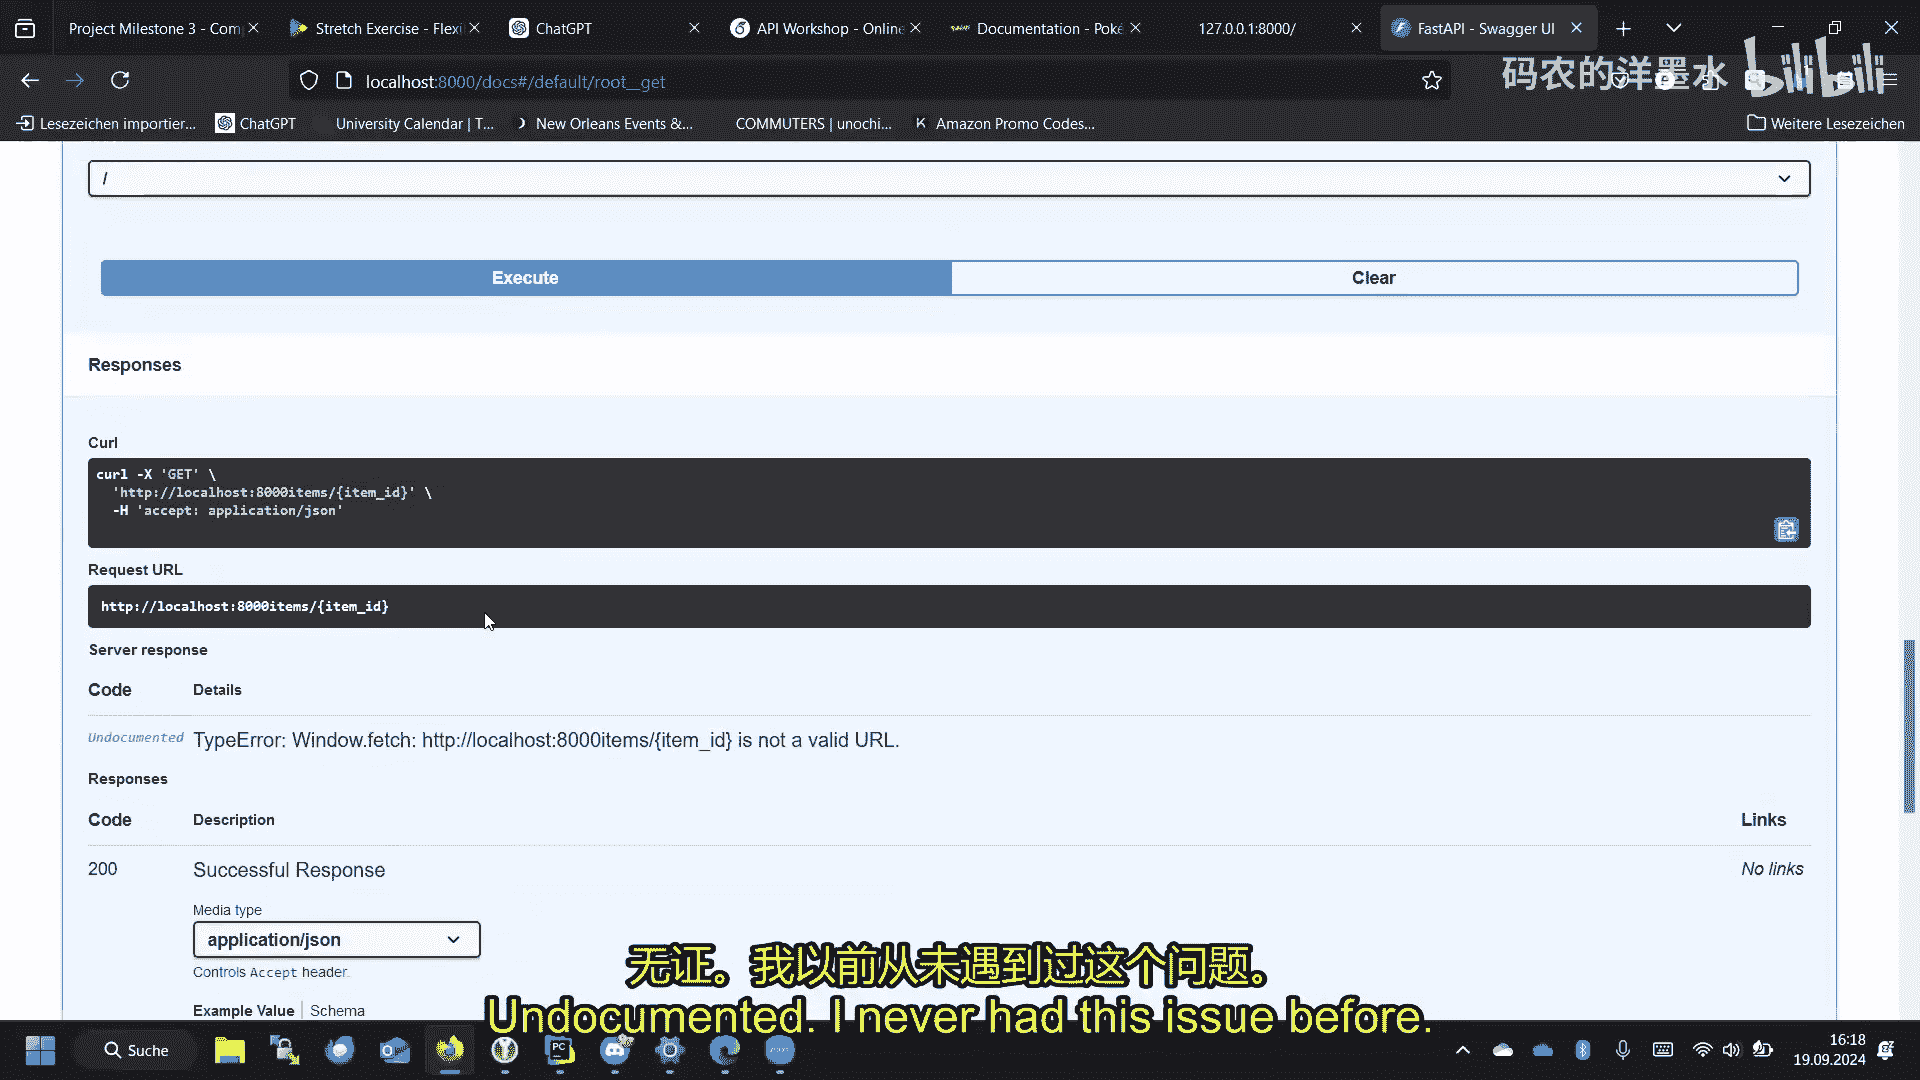 Project Milestone 3 - Com
Stretch Exercise - Flexi
ChatGPT
API Workshop - Online
Documentation - Poké
127.0.0.1:8000/
FastAPI - Swagger UI
localhost:8000/docs#/default/root__get
码农的洋墨水 bilibili
Lesezeichen importier...
ChatGPT
University Calendar | T...
New Orleans Events &...
COMMUTERS | unochi...
K Amazon Promo Codes...
Weitere Lesezeichen
/
Execute
Clear
Responses
Curl
curl -X 'GET' \
'http://localhost:8000items/{item_id}' \
-H 'accept: application/json'
Request URL
http://localhost:8000items/{item_id}
Server response
Code Details
Undocumented TypeError: Window.fetch: http://localhost:8000items/{item_id} is not a valid URL.
Responses
Code Description Links
200 Successful Response No links
Media type
application/json
Controls Accept header.
Example Value | Schema
无证。我以前从未遇到过这个问题。
Undocumented. I never had this issue before.
Suche
PC
16:18
19.09.2024